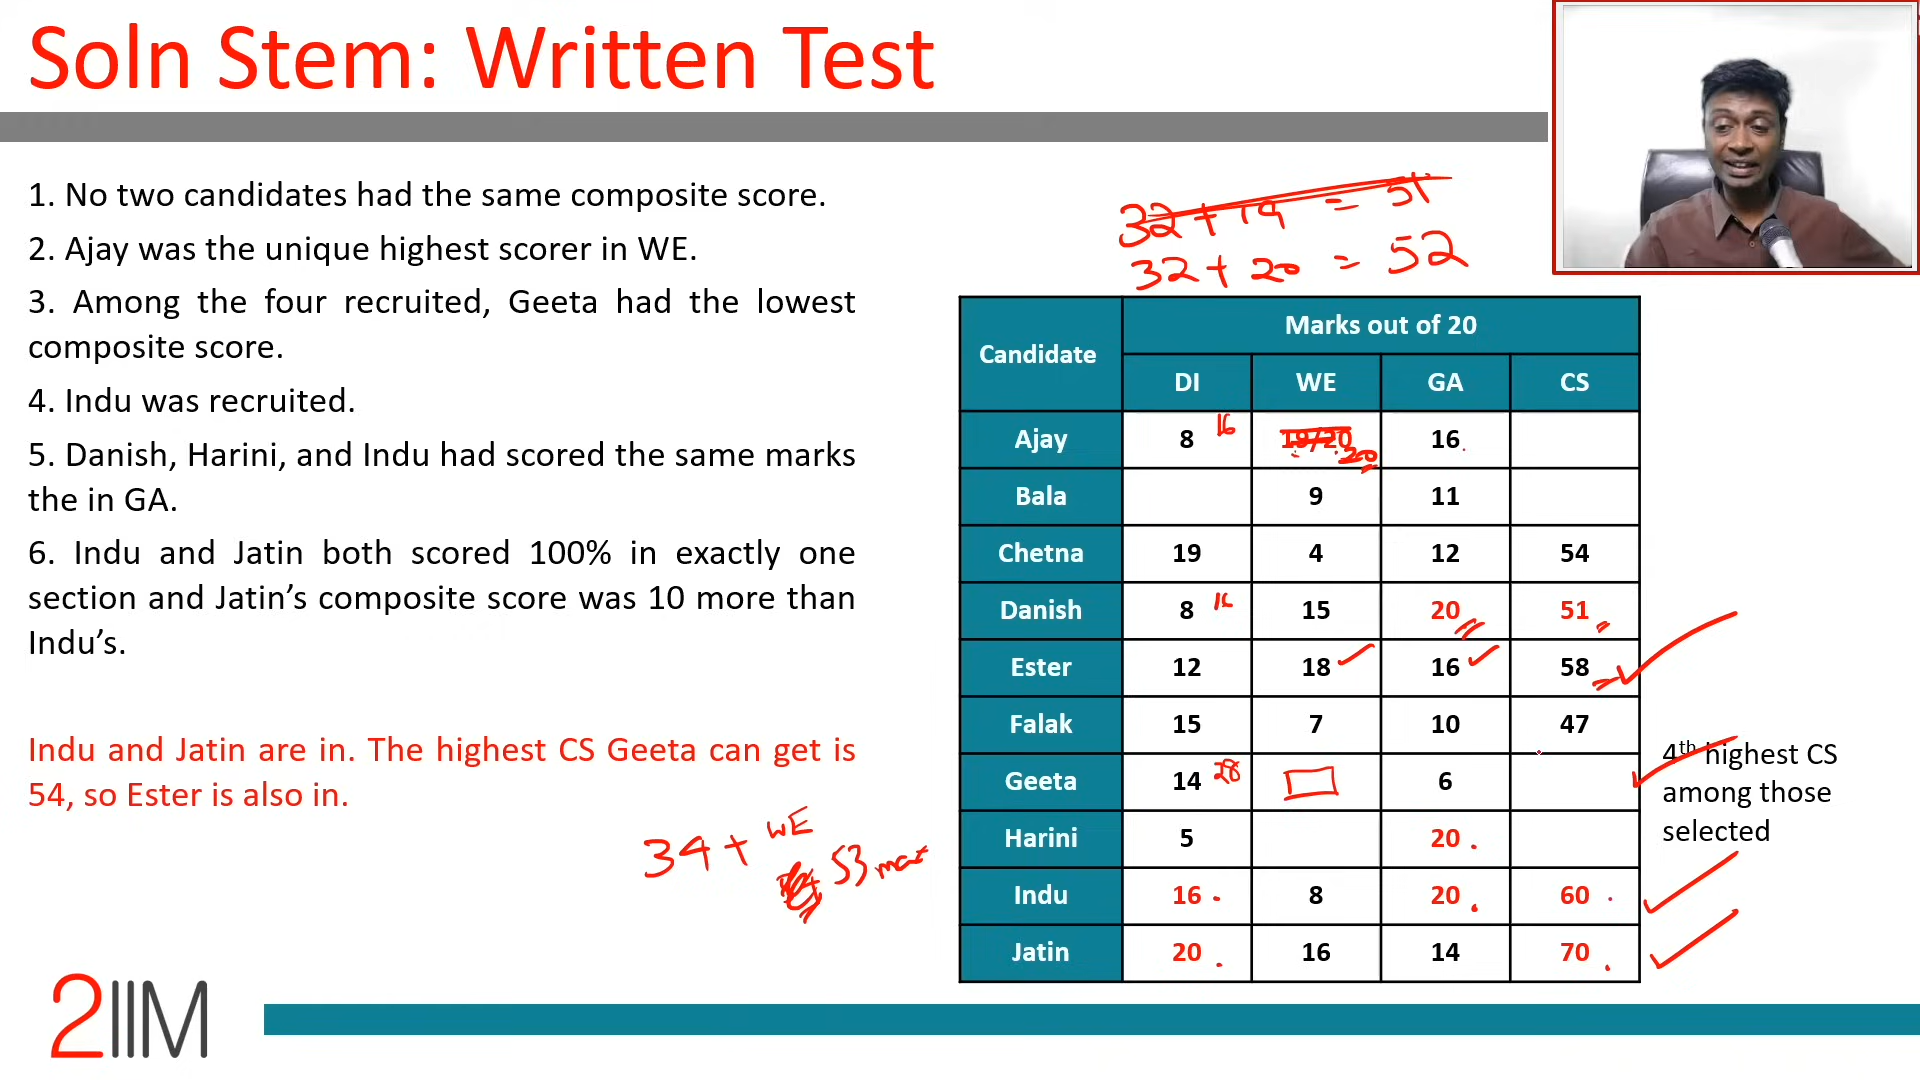 Soln Stem: Written Test
1. No two candidates had the same composite score.
2. Ajay was the unique highest scorer in WE.
3. Among the four recruited, Geeta had the lowest
composite score.
4. Indu was recruited.
5. Danish, Harini, and Indu had scored the same marks
the in GA.
6. Indu and Jatin both scored 100% in exactly one
section and Jatin’s composite score was 10 more than
Indu’s.
Indu and Jatin are in. The highest CS Geeta can get is
54, so Ester is also in.
34 + WE
53 max
32 + 19 = 51
32 + 20 = 52
Candidate Marks out of 20
DI WE GA CS
Ajay 8 16 19/20 20 16
Bala 9 11
Chetna 19 4 12 54
Danish 8 16 15 20 51
Ester 12 18 16 58
Falak 15 7 10 47
Geeta 14 28 6
Harini 5 20
Indu 16 8 20 60
Jatin 20 16 14 70
4th highest CS
among those
selected
2IIM